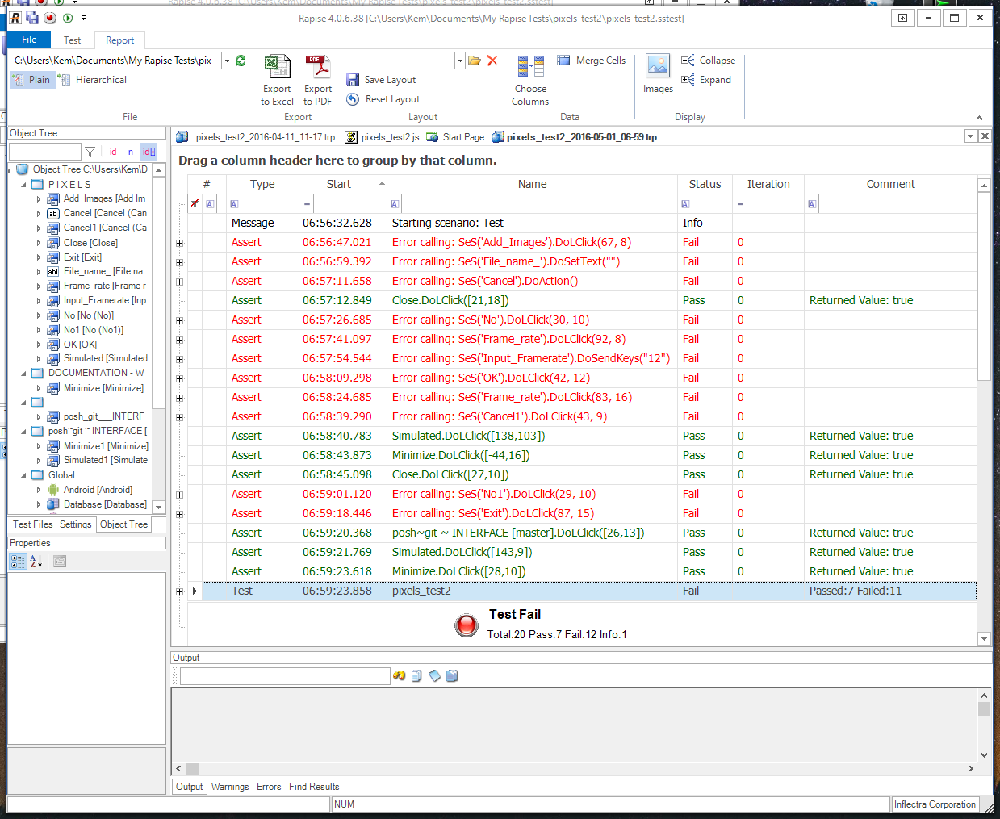 Rapise 4.0.6.38 [C:\Users\Kem\Documents\My Rapise Tests\pixels_test2\pixels_test2.sstest]
File Test Report
C:\Users\Kem\Documents\My Rapise Tests\pix
Plain Hierarchical
File
Export to Excel
Export to PDF
Export
Save Layout
Reset Layout
Layout
Choose Columns
Merge Cells
Data
Images
Collapse
Expand
Display
Object Tree
id n id
Object Tree C:\Users\Kem\D
P I X E L S
Add_Images [Add Im
Cancel [Cancel (Can
Cancel1 [Cancel (Ca
Close [Close]
Exit [Exit]
File_name_ [File na
Frame_rate [Frame r
Input_Framerate [Inp
No [No (No)]
No1 [No (No1)]
OK [OK]
Simulated [Simulated
DOCUMENTATION - W
Minimize [Minimize]
posh_git___INTERF
posh~git ~ INTERFACE [
Minimize1 [Minimize]
Simulated1 [Simulate
Global
Android [Android]
Database [Database]
Test Files Settings Object Tree
Properties
pixels_test2_2016-04-11_11-17.trp pixels_test2.js Start Page pixels_test2_2016-05-01_06-59.trp
Drag a column header here to group by that column.
# Type Start Name Status Iteration Comment
Message 06:56:32.628 Starting scenario: Test Info
Assert 06:56:47.021 Error calling: SeS('Add_Images').DoLClick(67, 8) Fail 0
Assert 06:56:59.392 Error calling: SeS('File_name_').DoSetText("") Fail 0
Assert 06:57:11.658 Error calling: SeS('Cancel').DoAction() Fail 0
Assert 06:57:12.849 Close.DoLClick([21,18]) Pass 0 Returned Value: true
Assert 06:57:26.685 Error calling: SeS('No').DoLClick(30, 10) Fail 0
Assert 06:57:41.097 Error calling: SeS('Frame_rate').DoLClick(92, 8) Fail 0
Assert 06:57:54.544 Error calling: SeS('Input_Framerate').DoSendKeys("12") Fail 0
Assert 06:58:09.298 Error calling: SeS('OK').DoLClick(42, 12) Fail 0
Assert 06:58:24.685 Error calling: SeS('Frame_rate').DoLClick(83, 16) Fail 0
Assert 06:58:39.290 Error calling: SeS('Cancel1').DoLClick(43, 9) Fail 0
Assert 06:58:40.783 Simulated.DoLClick([138,103]) Pass 0 Returned Value: true
Assert 06:58:43.873 Minimize.DoLClick([-44,16]) Pass 0 Returned Value: true
Assert 06:58:45.098 Close.DoLClick([27,10]) Pass 0 Returned Value: true
Assert 06:59:01.120 Error calling: SeS('No1').DoLClick(29, 10) Fail 0
Assert 06:59:18.446 Error calling: SeS('Exit').DoLClick(87, 15) Fail 0
Assert 06:59:20.368 posh~git ~ INTERFACE [master].DoLClick([26,13]) Pass 0 Returned Value: true
Assert 06:59:21.769 Simulated.DoLClick([143,9]) Pass 0 Returned Value: true
Assert 06:59:23.618 Minimize.DoLClick([28,10]) Pass 0 Returned Value: true
Test 06:59:23.858 pixels_test2 Fail Passed:7 Failed:11
Test Fail
Total:20 Pass:7 Fail:12 Info:1
Output
Output Warnings Errors Find Results
NUM
Inflectra Corporation